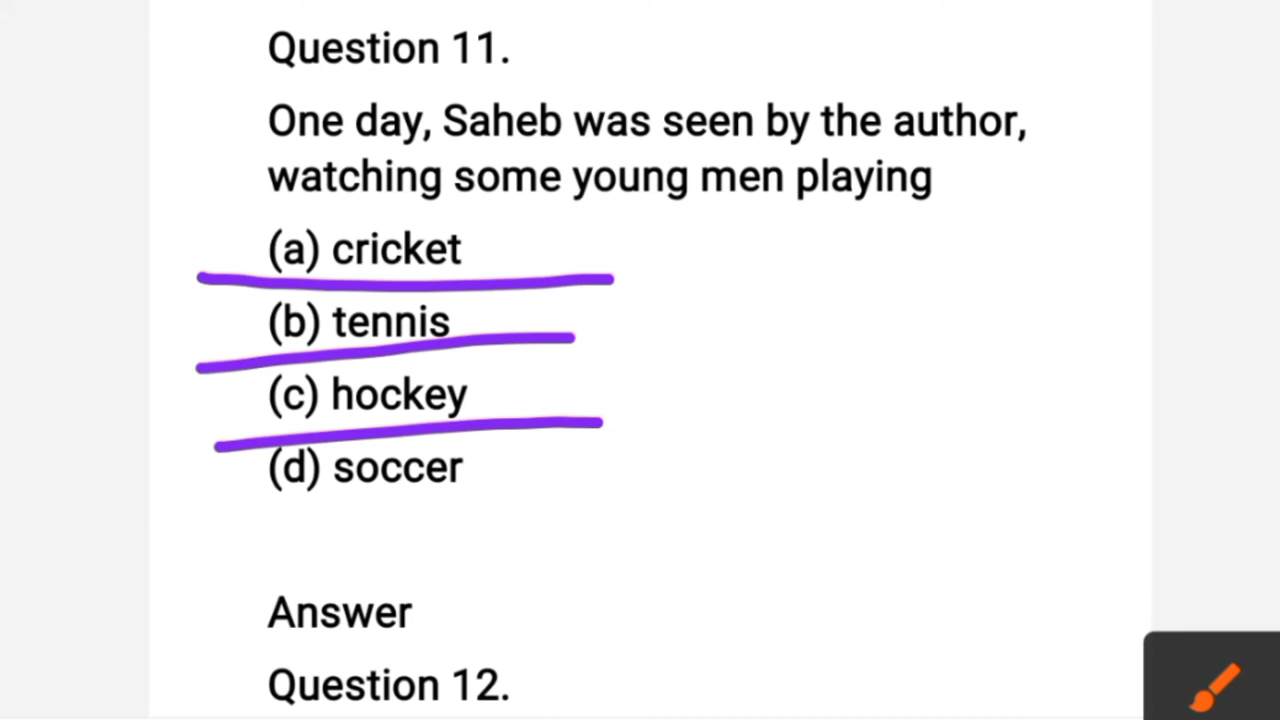 Question 11.
One day, Saheb was seen by the author,
watching some young men playing
(a) cricket
(b) tennis
(c) hockey
(d) soccer
Answer
Question 12.